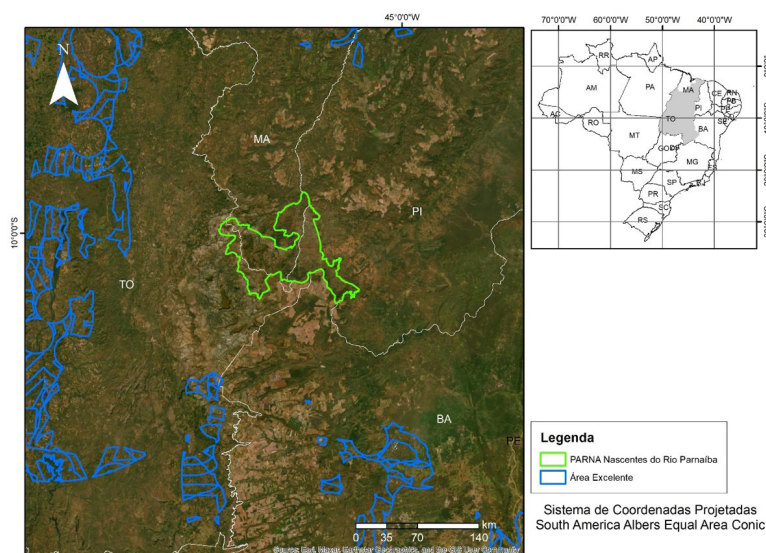 45°0'0"W
N
MA
PI
10°0'0"S
TO
BA
PE
km
0 35 70 140
70°0'0"W 60°0'0"W 50°0'0"W 40°0'0"W
RR
AP
AM
PA
MA
CE
RN
PB
PI
AC
RO
TO
SE
BA
MT
GO
DF
MG
ES
MS
SP
PR
SC
RS
Legenda
PARNA Nascentes do Rio Parnaíba
Área Excelente
Sistema de Coordenadas Projetadas
South America Albers Equal Area Conic